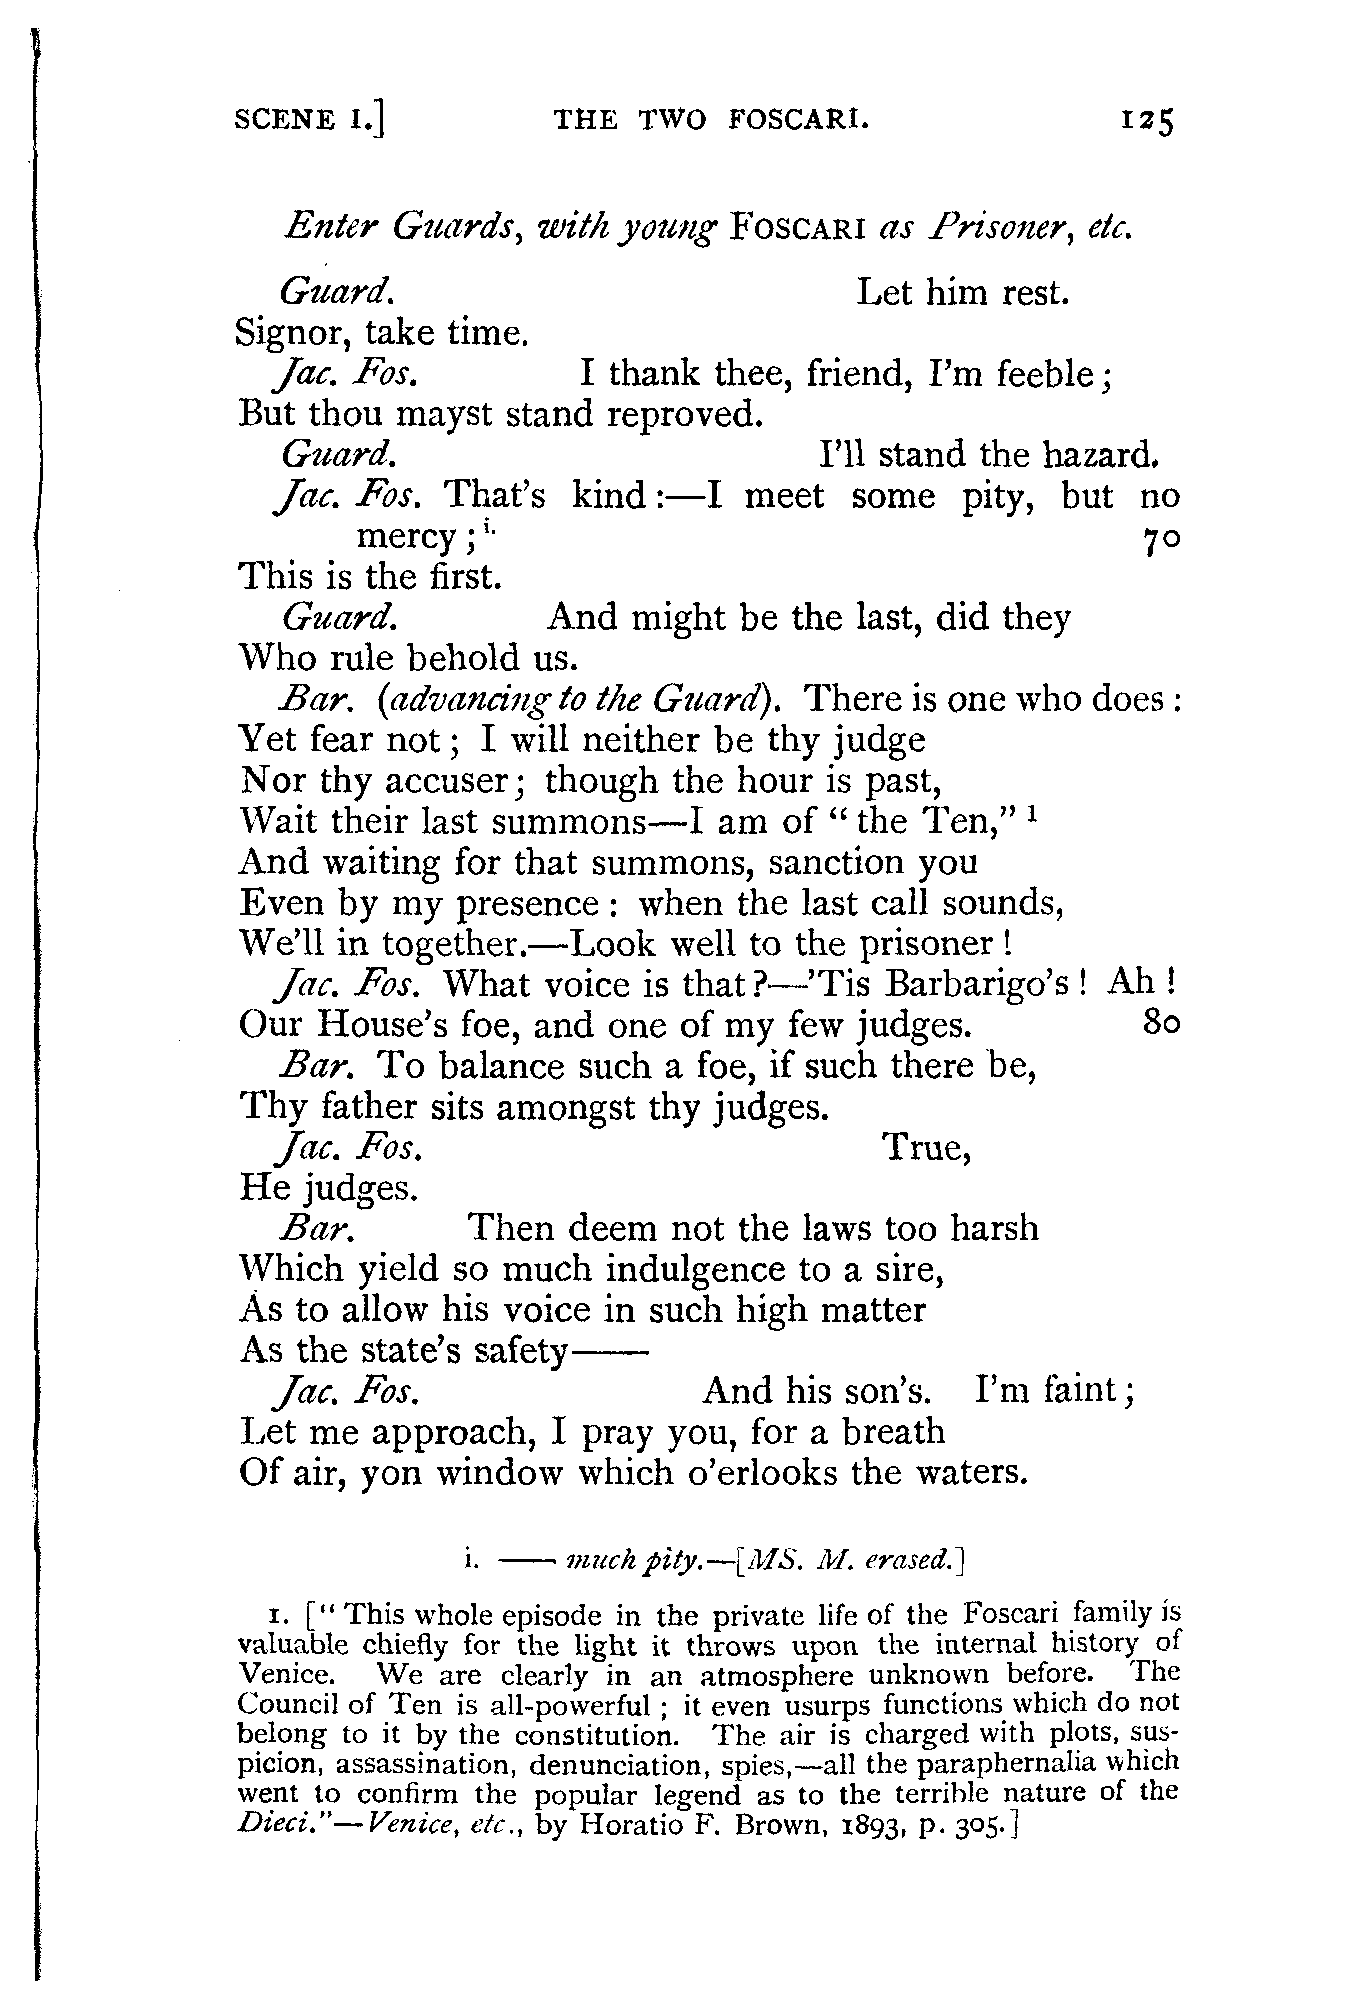 SCENE I.] THE TWO FOSCARI. 125
Enter Guards, with young FOSCARI as Prisoner, etc.
Guard. Let him rest.
Signor, take time.
Jac. Fos. I thank thee, friend, I'm feeble;
But thou mayst stand reproved.
Guard. I'll stand the hazard.
Jac. Fos. That's kind:—I meet some pity, but no
mercy; i. 70
This is the first.
Guard. And might be the last, did they
Who rule behold us.
Bar. (advancing to the Guard). There is one who does:
Yet fear not; I will neither be thy judge
Nor thy accuser; though the hour is past,
Wait their last summons—I am of "the Ten," 1
And waiting for that summons, sanction you
Even by my presence: when the last call sounds,
We'll in together.—Look well to the prisoner!
Jac. Fos. What voice is that?—'Tis Barbarigo's! Ah!
Our House's foe, and one of my few judges. 80
Bar. To balance such a foe, if such there be,
Thy father sits amongst thy judges.
Jac. Fos. True,
He judges.
Bar. Then deem not the laws too harsh
Which yield so much indulgence to a sire,
As to allow his voice in such high matter
As the state's safety——
Jac. Fos. And his son's. I'm faint;
Let me approach, I pray you, for a breath
Of air, yon window which o'erlooks the waters.
i. —— much pity.—[MS. M. erased.]
1. ["This whole episode in the private life of the Foscari family is
valuable chiefly for the light it throws upon the internal history of
Venice. We are clearly in an atmosphere unknown before. The
Council of Ten is all-powerful; it even usurps functions which do not
belong to it by the constitution. The air is charged with plots, sus-
picion, assassination, denunciation, spies,—all the paraphernalia which
went to confirm the popular legend as to the terrible nature of the
Dieci."—Venice, etc., by Horatio F. Brown, 1893, p. 305.]